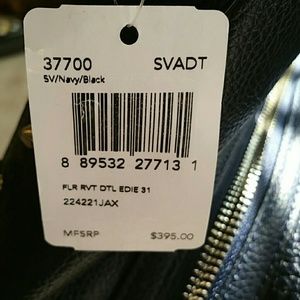 37700 SVADT
SV/Navy/Black
8 89532 27713 1
FLR RVT DTL EDIE 31
224221JAX
MFSRP $395.00